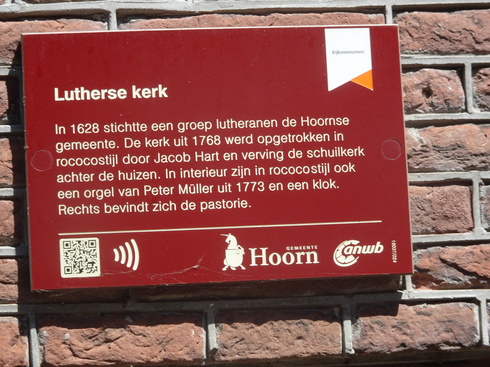 Rijksmonument
Lutherse kerk
In 1628 stichtte een groep lutheranen de Hoornse
gemeente. De kerk uit 1768 werd opgetrokken in
rococostijl door Jacob Hart en verving de schuilkerk
achter de huizen. In interieur zijn in rococostijl ook
een orgel van Peter Müller uit 1773 en een klok.
Rechts bevindt zich de pastorie.
GEMEENTE
Hoorn
anwb